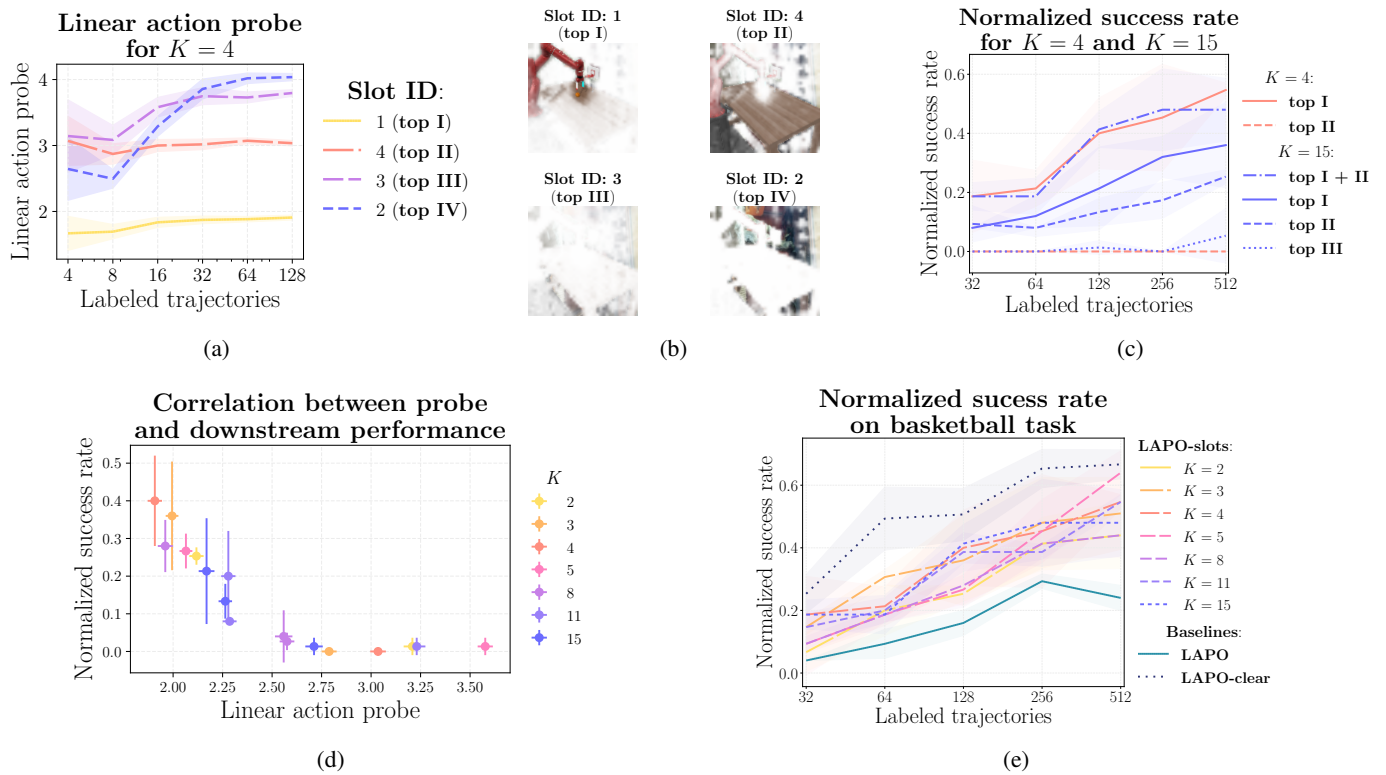 Linear action probe
for K = 4
Linear action probe
4
3
2
4 8 16 32 64 128
Labeled trajectories
Slot ID:
1 (top I)
4 (top II)
3 (top III)
2 (top IV)
(a)
Slot ID: 1
(top I)
Slot ID: 4
(top II)
Slot ID: 3
(top III)
Slot ID: 2
(top IV)
(b)
Normalized success rate
for K = 4 and K = 15
Normalized success rate
0.6
0.4
0.2
0.0
32 64 128 256 512
Labeled trajectories
K = 4:
top I
top II
K = 15:
top I + II
top I
top II
top III
(c)
Correlation between probe
and downstream performance
Normalized success rate
0.5
0.4
0.3
0.2
0.1
0.0
2.00 2.25 2.50 2.75 3.00 3.25 3.50
Linear action probe
K
2
3
4
5
8
11
15
(d)
Normalized sucess rate
on basketball task
Normalized success rate
0.6
0.4
0.2
0.0
32 64 128 256 512
Labeled trajectories
LAPO-slots:
K = 2
K = 3
K = 4
K = 5
K = 8
K = 11
K = 15
Baselines:
LAPO
LAPO-clear
(e)